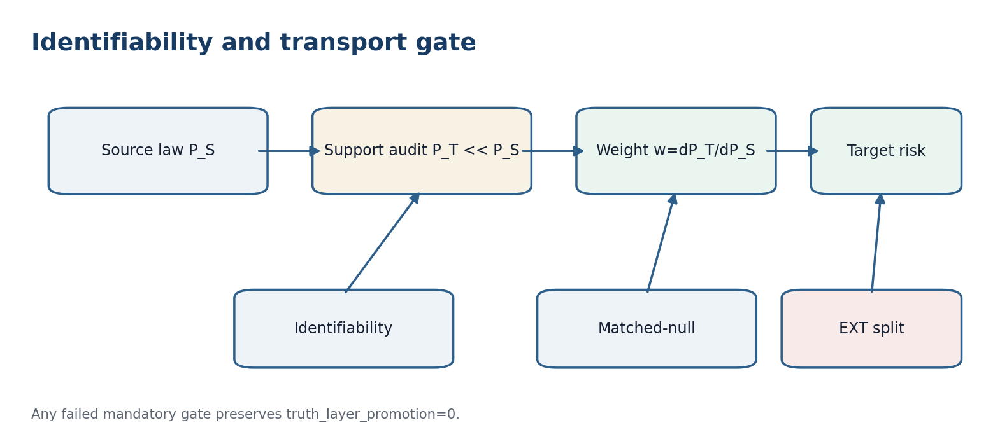 Identifiability and transport gate
Source law P_S
Support audit P_T << P_S
Weight w=dP_T/dP_S
Target risk
Identifiability
Matched-null
EXT split
Any failed mandatory gate preserves truth_layer_promotion=0.